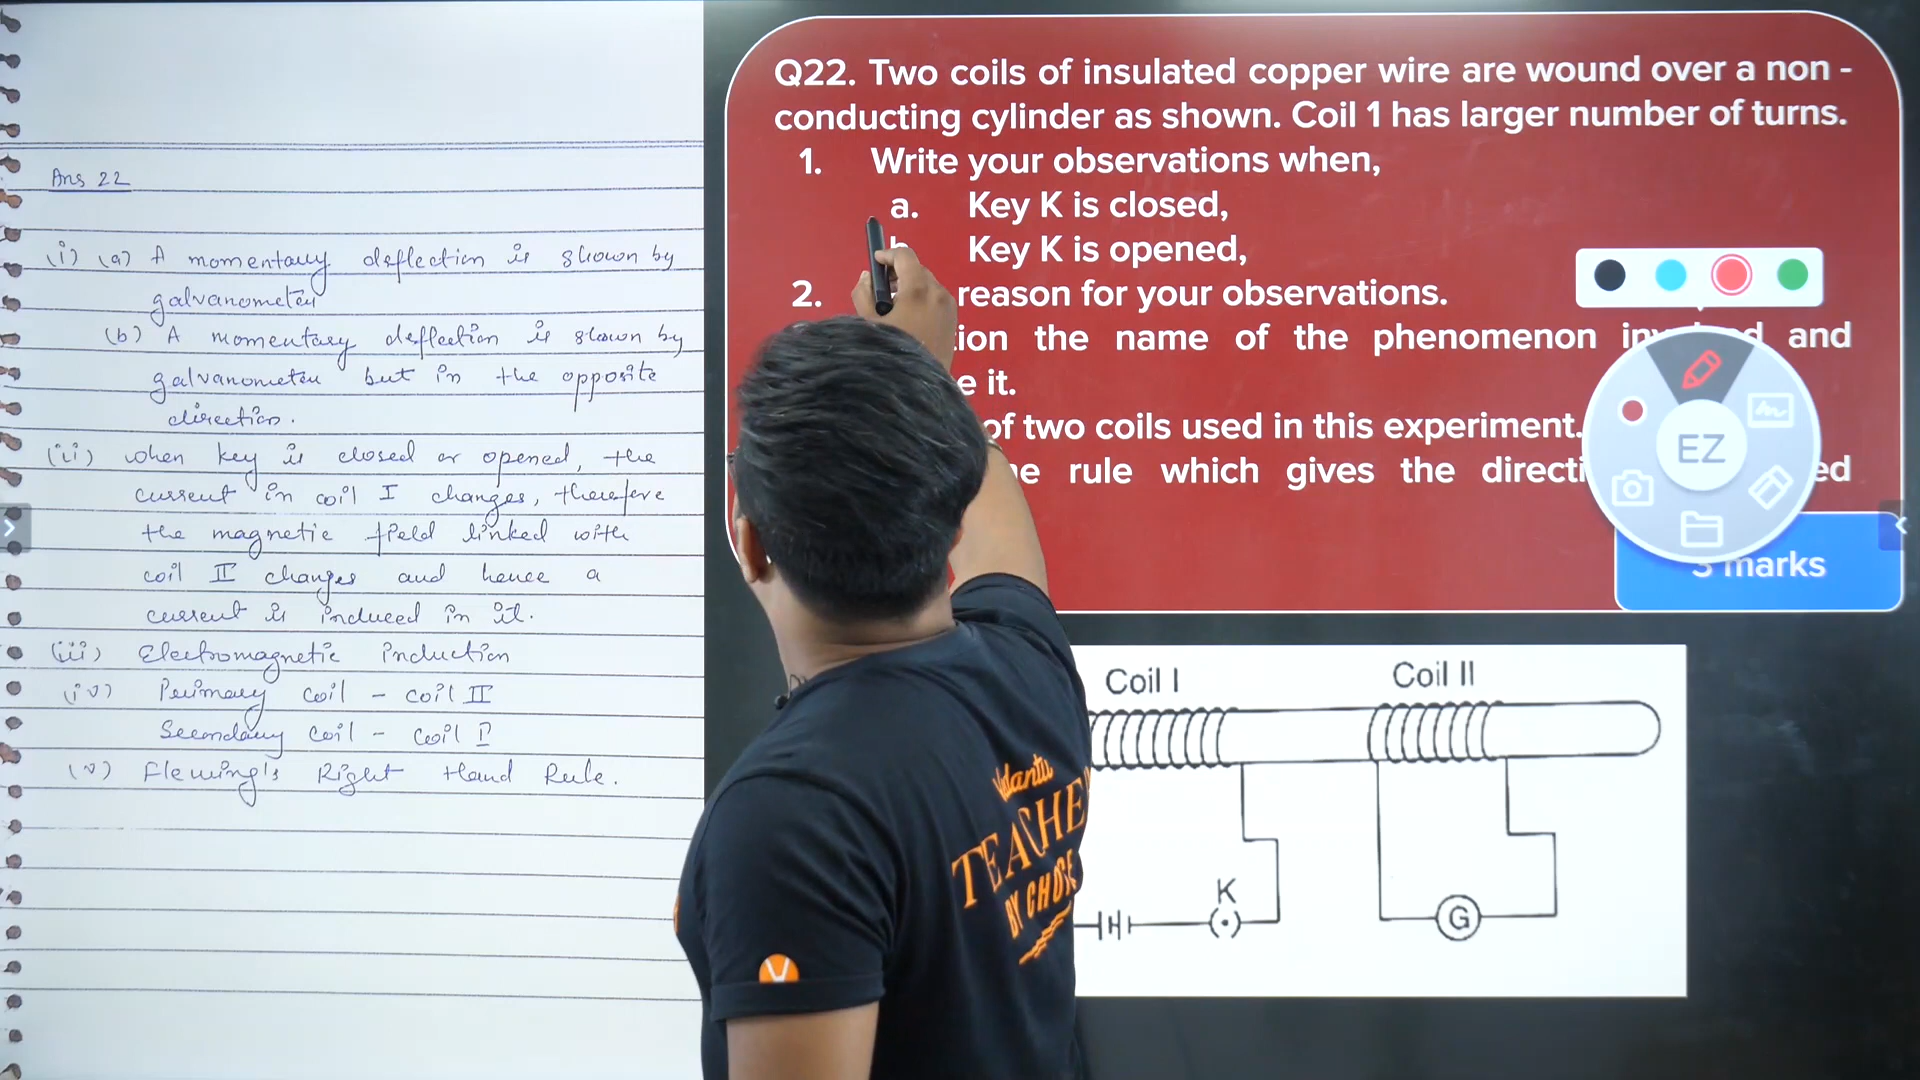 Ans 22
(i) (a) A momentary deflection is shown by
galvanometer
(b) A momentary deflection is shown by
galvanometer but in the opposite
direction.
(ii) when key is closed or opened, the
current in coil I changes, therefore
the magnetic field linked with
coil II changes and hence a
current is induced in it.
(iii) Electromagnetic induction
(iv) Perimary coil - coil II
Secondary coil - coil I
(v) Fleming's Right Hand Rule.
Q22. Two coils of insulated copper wire are wound over a non -
conducting cylinder as shown. Coil 1 has larger number of turns.
1. Write your observations when,
a. Key K is closed,
Key K is opened,
2. reason for your observations.
the name of the phenomenon and
it.
of two coils used in this experiment.
rule which gives the
marks
EZ
Coil I
Coil II
K
G
Vedantu
TEACHER
BY CHOICE